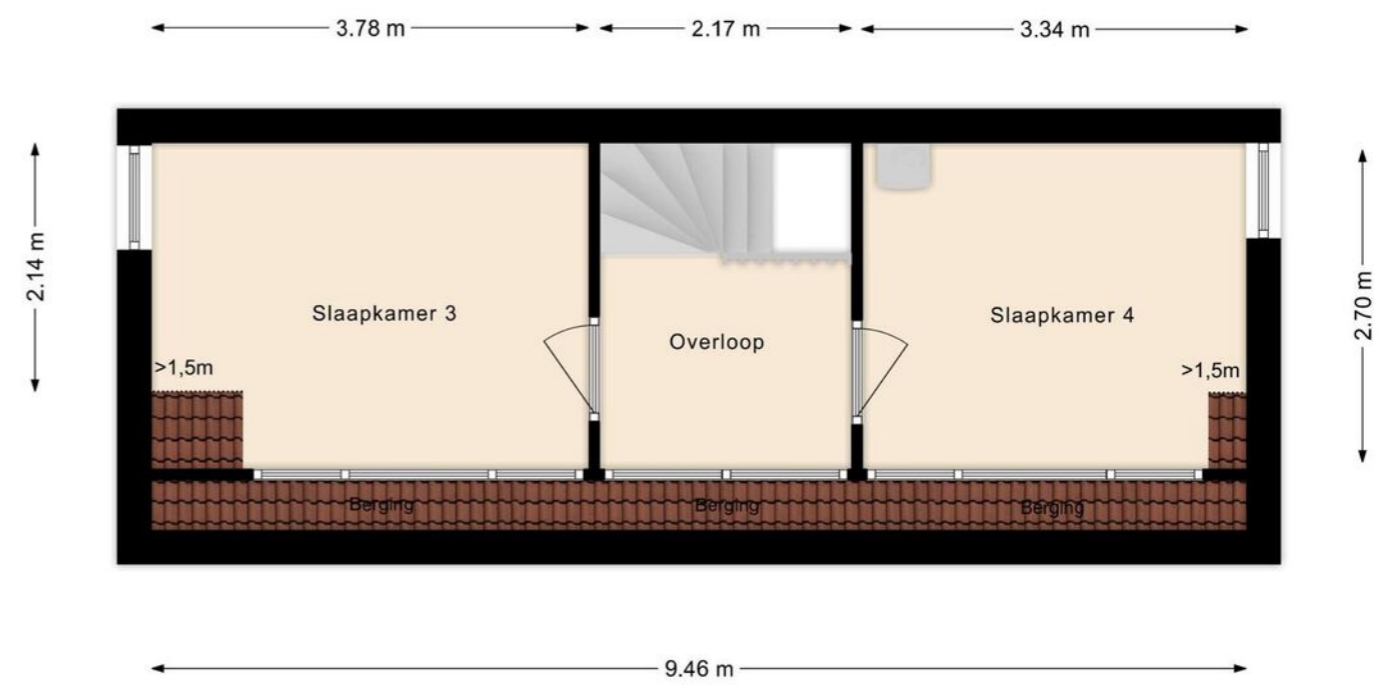 3.78 m
2.17 m
3.34 m
2.14 m
2.70 m
Slaapkamer 3
Slaapkamer 4
Overloop
>1,5m
>1,5m
Berging
Berging
Berging
9.46 m